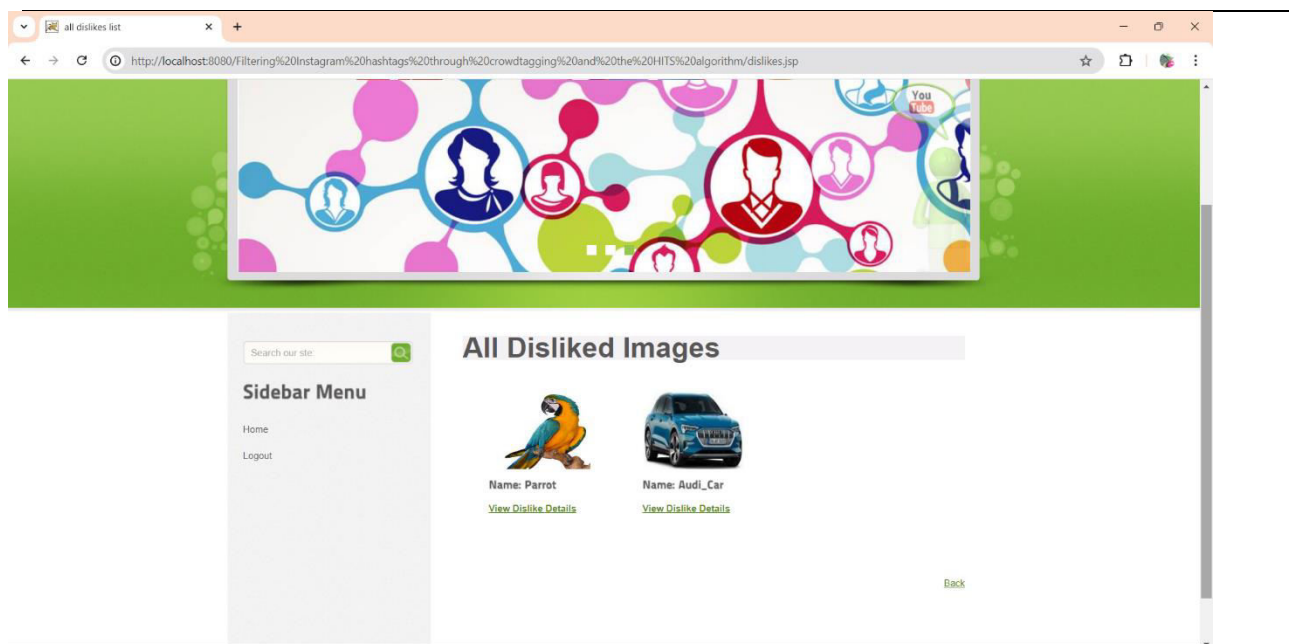 all dislikes list
http://localhost:8080/Filtering%20Instagram%20hashtags%20through%20crowdtagging%20and%20the%20HITS%20algorithm/dislikes.jsp
You
Tube
Search our ste:
All Disliked Images
Sidebar Menu
Home
Logout
Name: Parrot
Name: Audi_Car
View Dislike Details
View Dislike Details
Back